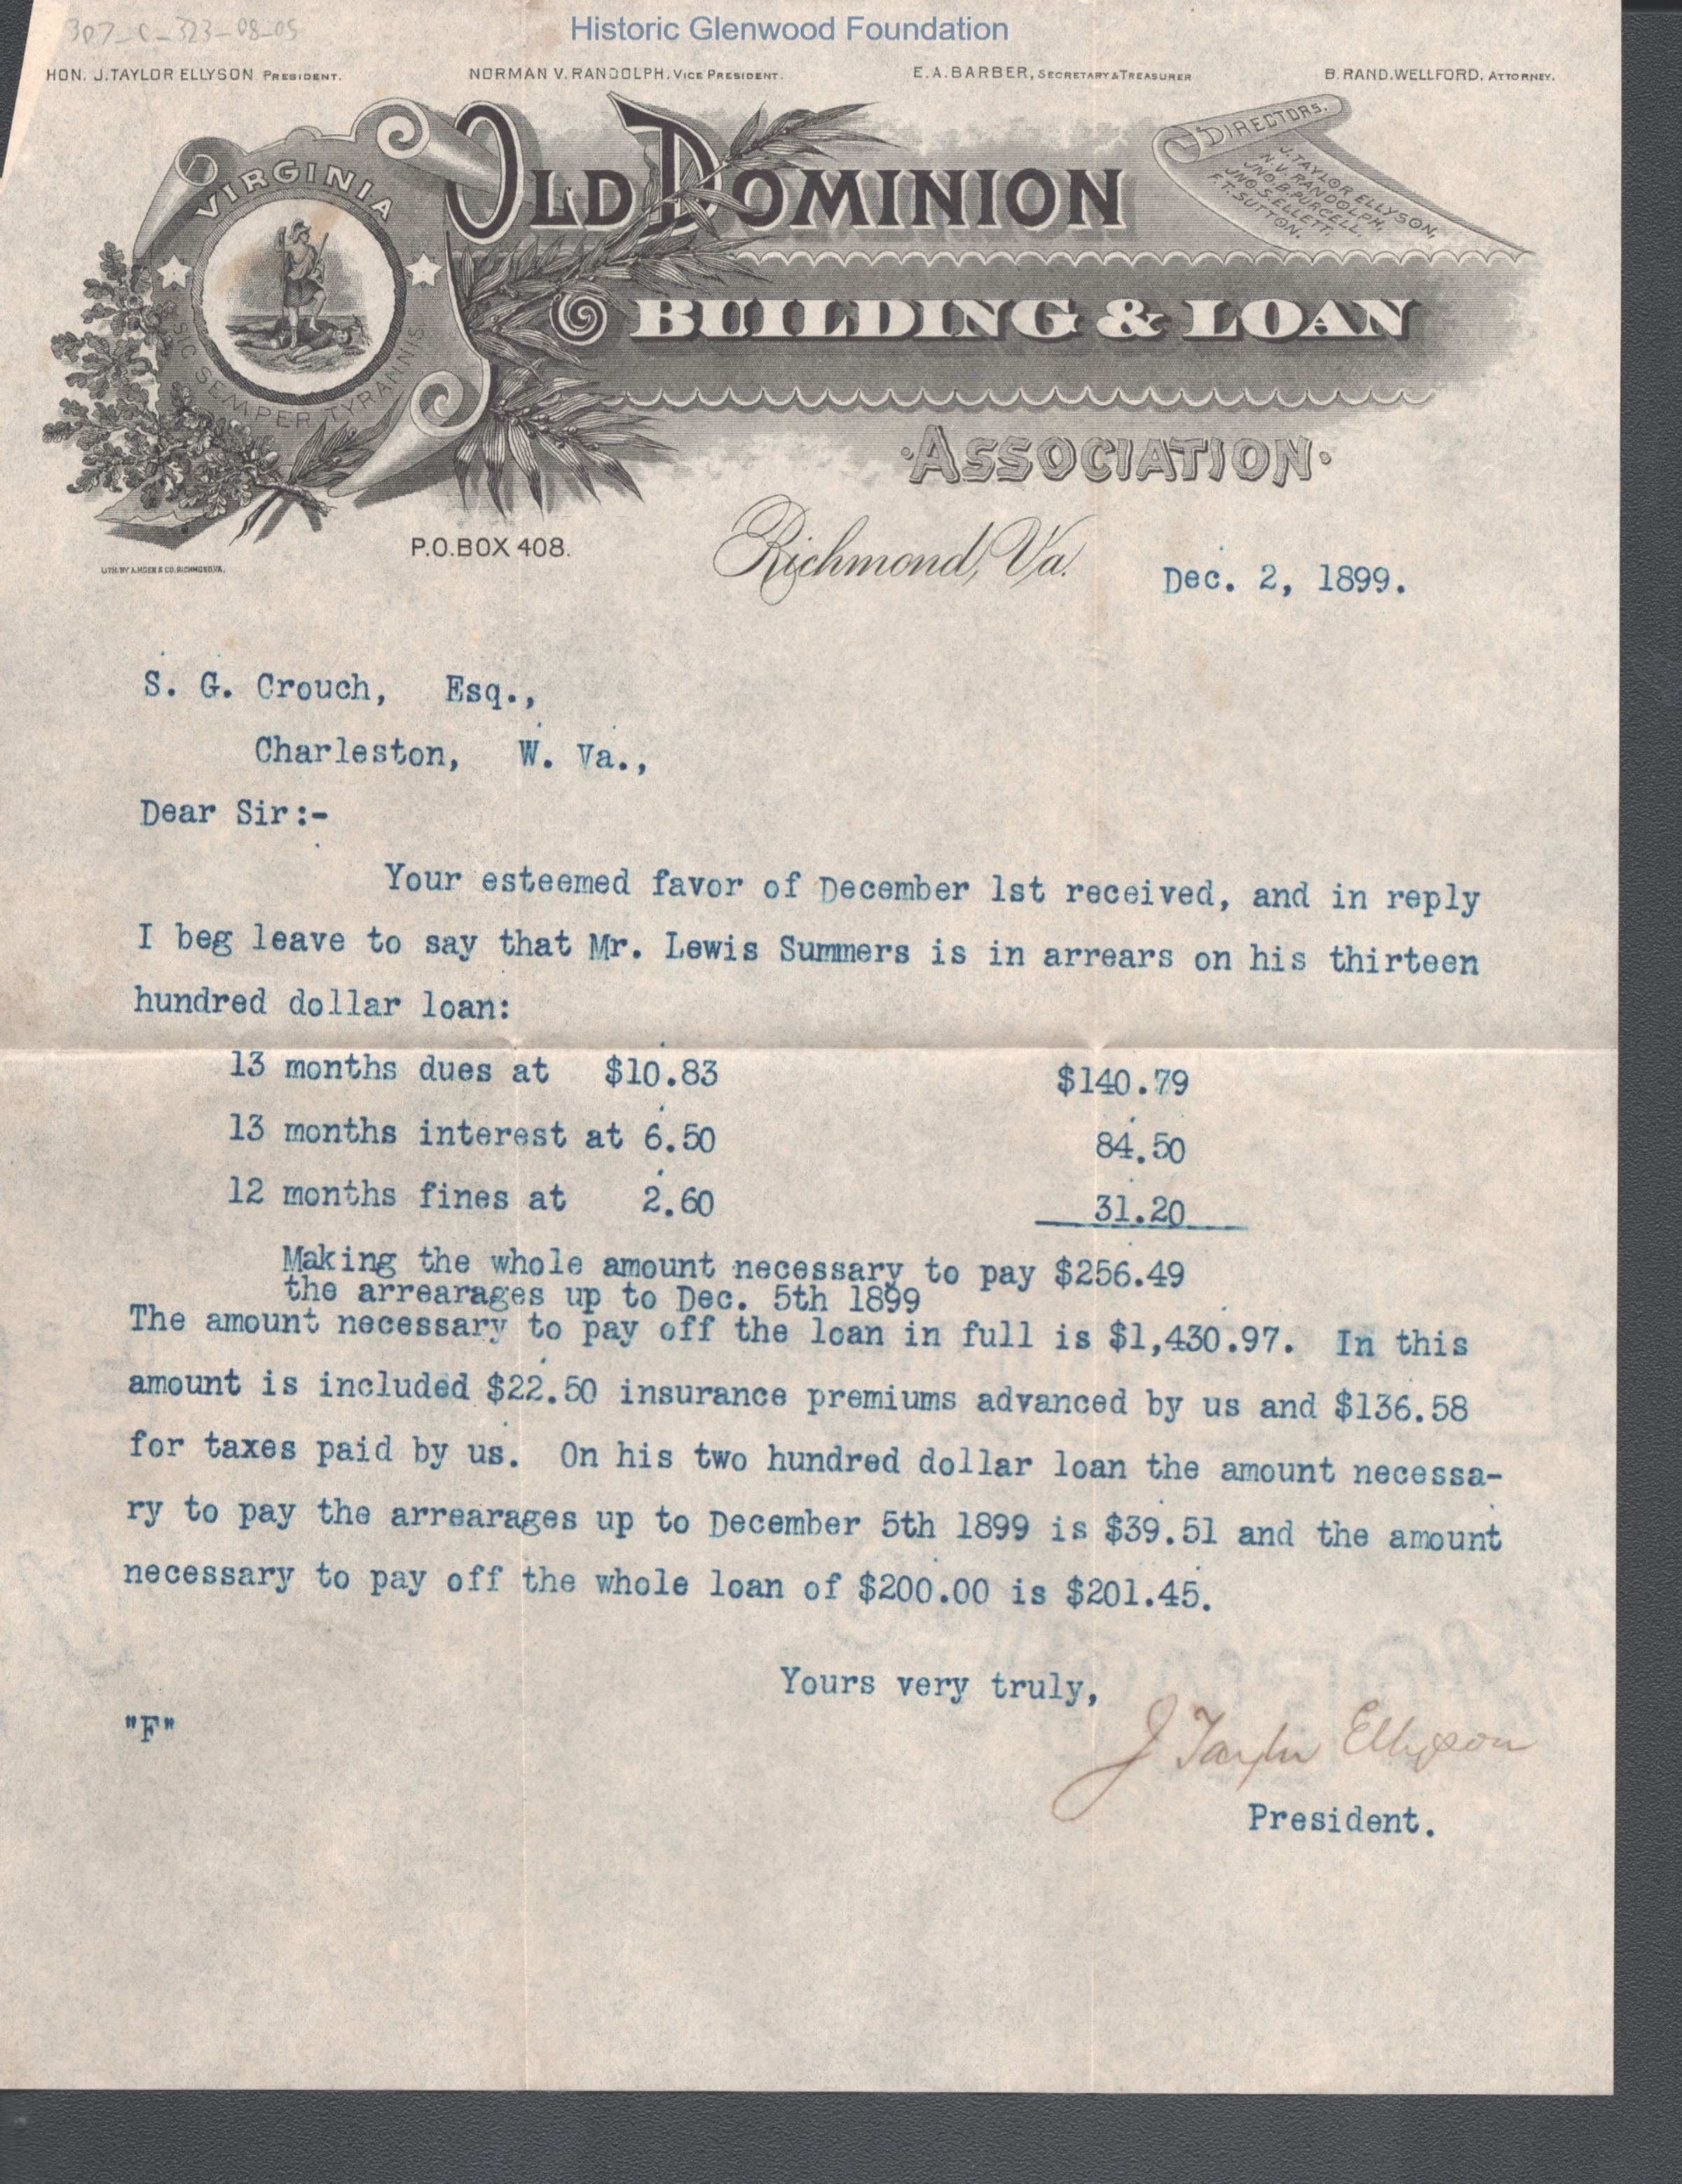 307_C_323-08-05
Historic Glenwood Foundation
HON. J. TAYLOR ELLYSON PRESIDENT.
NORMAN V. RANDOLPH, VICE PRESIDENT.
E. A. BARBER, SECRETARY & TREASURER
B. RAND. WELLFORD, ATTORNEY.
VIRGINIA
SIC SEMPER TYRANNIS.
OLD DOMINION
BUILDING & LOAN
·ASSOCIATION·
DIRECTORS.
J. TAYLOR ELLYSON,
N. V. RANDOLPH,
JNO. B. PURCELL,
JNO. S. ELLETT,
F. T. SUTTON.
P.O. BOX 408.
LITH. BY A. HOEN & CO. RICHMOND, VA.
Richmond, Va. Dec. 2, 1899.
S. G. Crouch, Esq.,
Charleston, W. Va.,
Dear Sir:-
Your esteemed favor of December 1st received, and in reply
I beg leave to say that Mr. Lewis Summers is in arrears on his thirteen
hundred dollar loan:
13 months dues at $10.83 $140.79
13 months interest at 6.50 84.50
12 months fines at 2.60 31.20
Making the whole amount necessary to pay $256.49
the arrearages up to Dec. 5th 1899
The amount necessary to pay off the loan in full is $1,430.97. In this
amount is included $22.50 insurance premiums advanced by us and $136.58
for taxes paid by us. On his two hundred dollar loan the amount necessa-
ry to pay the arrearages up to December 5th 1899 is $39.51 and the amount
necessary to pay off the whole loan of $200.00 is $201.45.
Yours very truly,
"F"
J Taylor Ellyson
President.